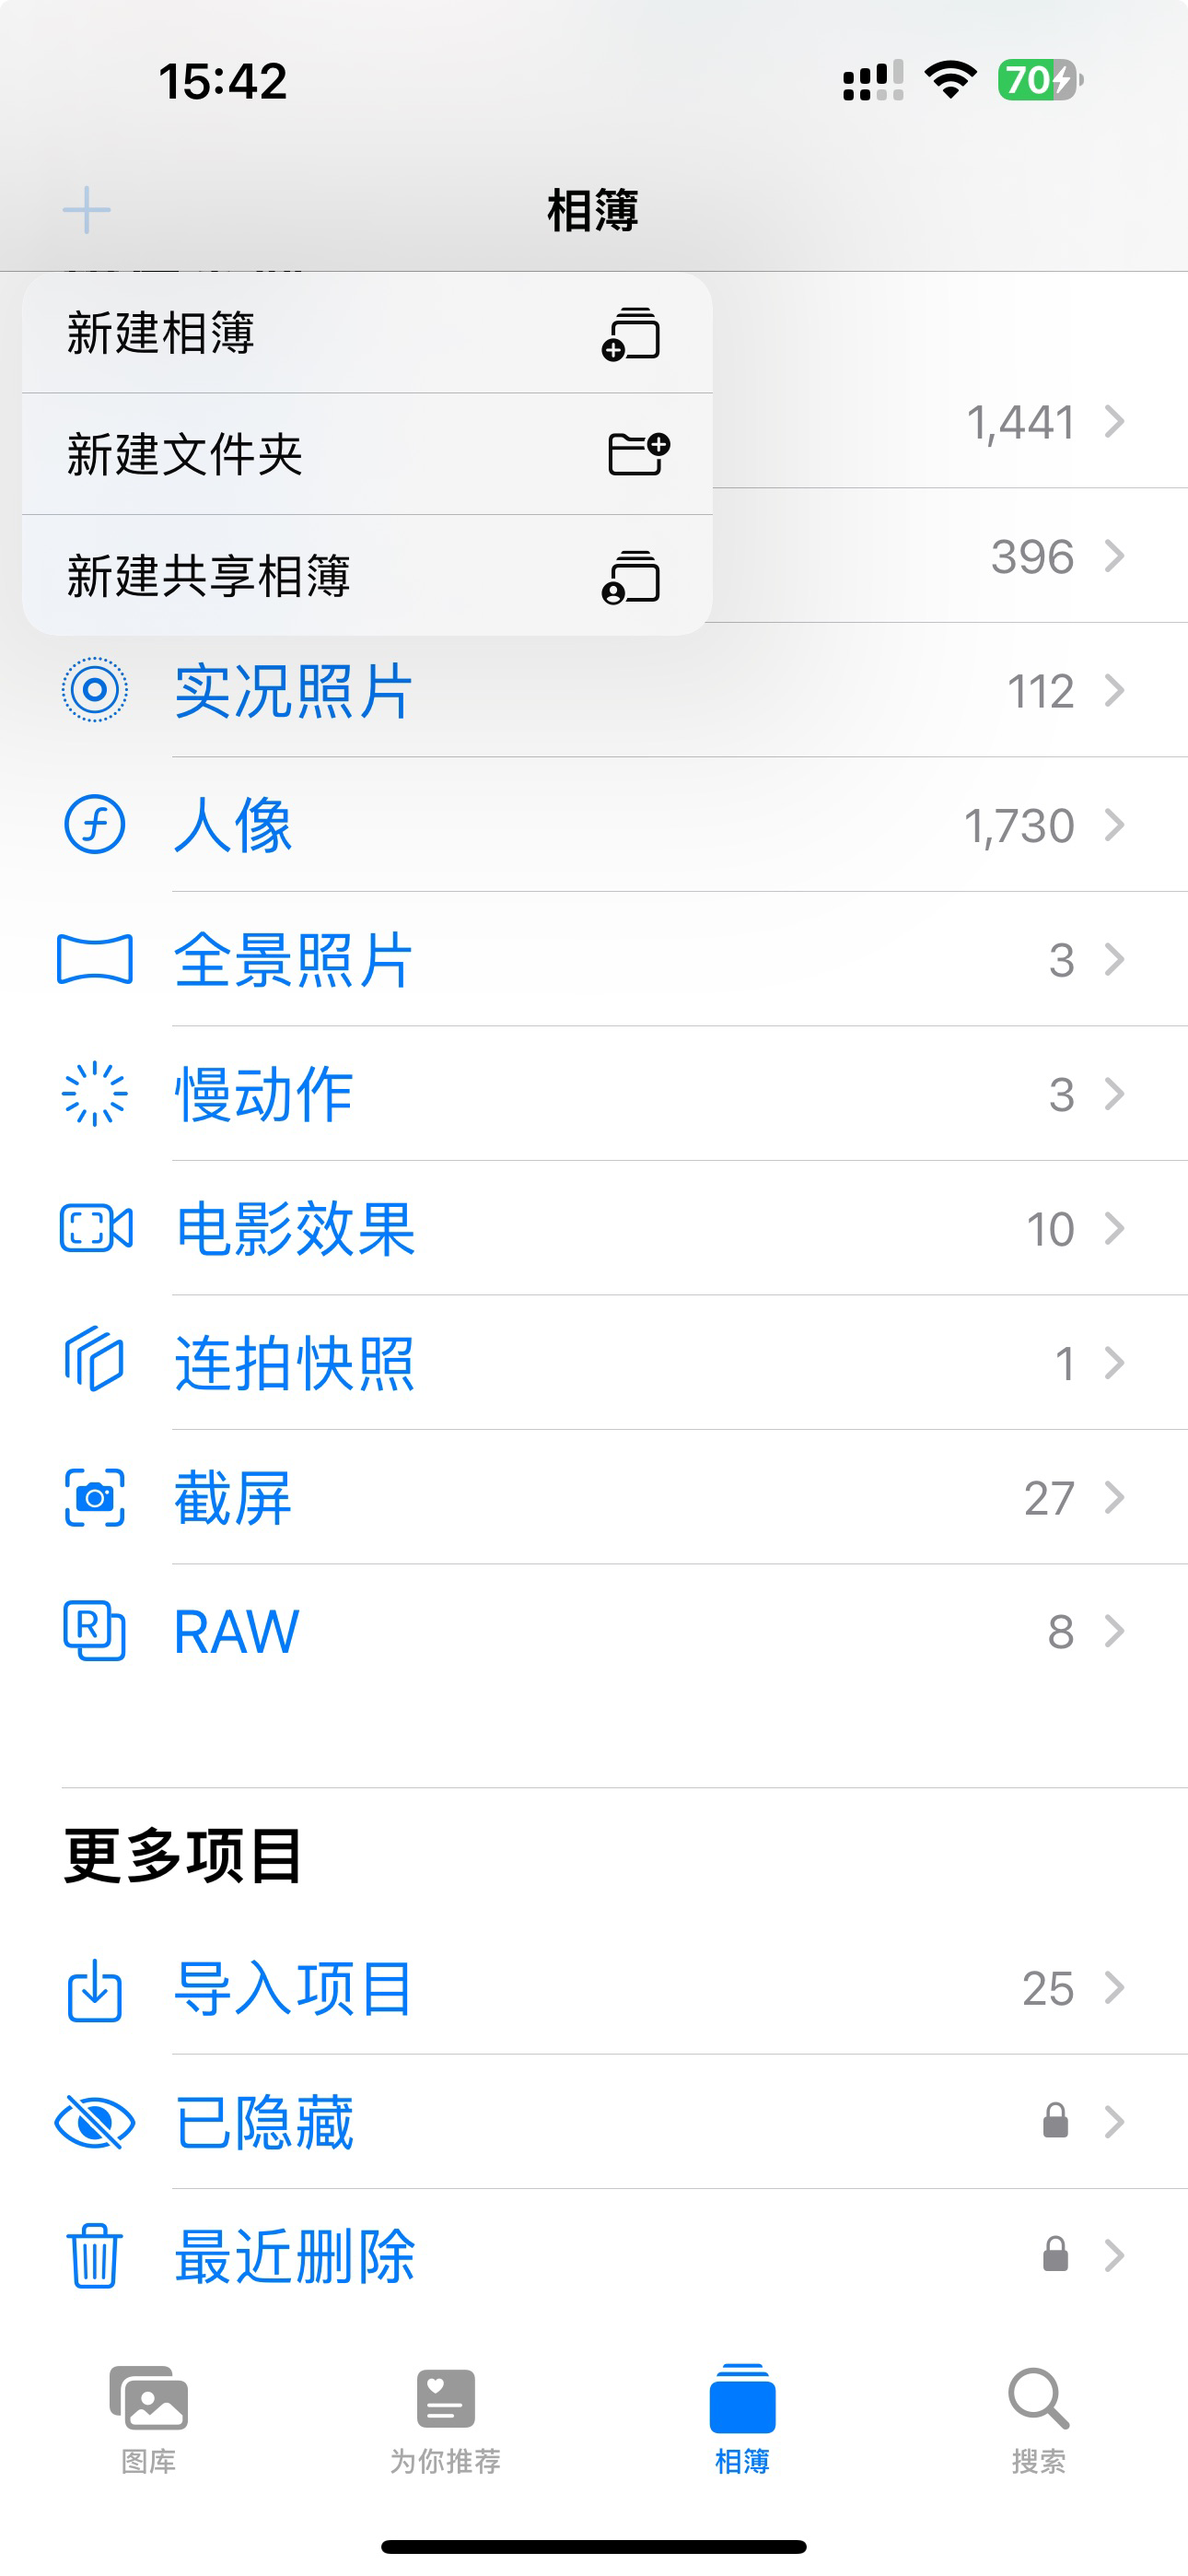 15:42
70
相簿
新建相簿
新建文件夹
新建共享相簿
1,441
396
实况照片 112
人像 1,730
全景照片 3
慢动作 3
电影效果 10
连拍快照 1
截屏 27
RAW 8
更多项目
导入项目 25
已隐藏
最近删除
图库 为你推荐 相簿 搜索